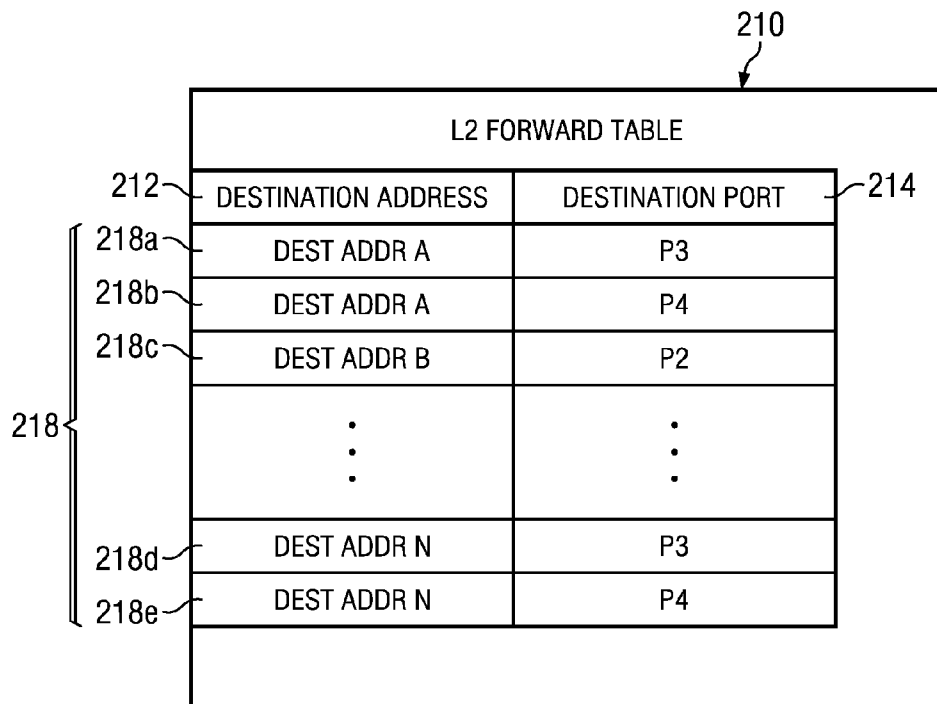 210
L2 FORWARD TABLE
212 DESTINATION ADDRESS DESTINATION PORT 214
218a DEST ADDR A P3
218b DEST ADDR A P4
218c DEST ADDR B P2
218
218d DEST ADDR N P3
218e DEST ADDR N P4